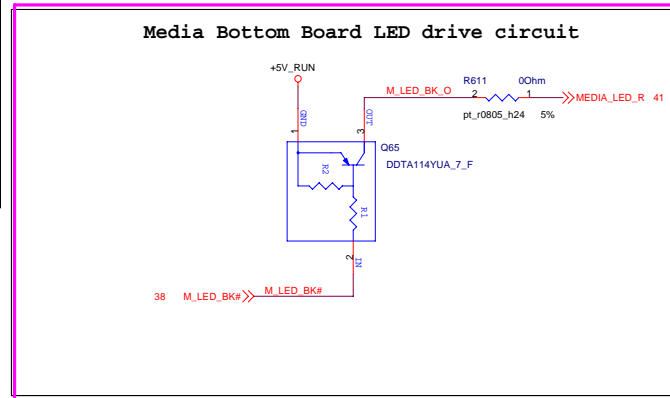 Media Bottom Board LED drive circuit
+5V_RUN
R611 0Ohm
M_LED_BK_O 2 1 MEDIA_LED_R 41
pt_r0805_h24 5%
GND OUT
1 3
Q65
DDTA114YUA_7_F
R2
R1
2 IN
38 M_LED_BK# M_LED_BK#